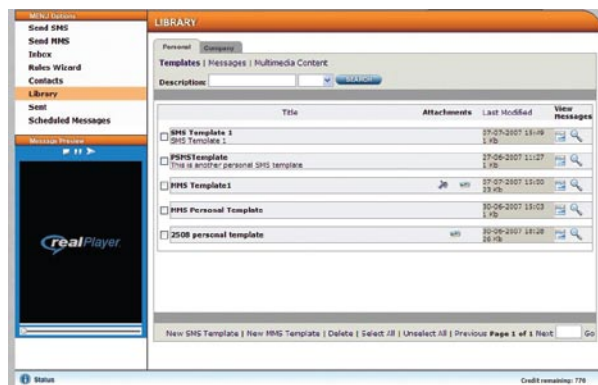 MENU Options
Send SMS
Send MMS
Inbox
Rules Wizard
Contacts
Library
Sent
Scheduled Messages
Message Preview
realPlayer
LIBRARY
Personal Company
Templates | Messages | Multimedia Content
Description: SEARCH
Title Attachments Last Modified View Messages
SMS Template 1 07-07-2007 15:49
SMS Template 1 1 Kb
PSMSTemplate 27-06-2007 11:27
This is another personal SMS template 1 Kb
MMS Template1 07-07-2007 15:00
23 Kb
MMS Personal Template 30-06-2007 15:03
1 Kb
2508 personal template 30-06-2007 18:28
26 Kb
New SMS Template | New MMS Template | Delete | Select All | Unselect All | Previous Page 1 of 1 Next Go
Status Credit remaining: 776